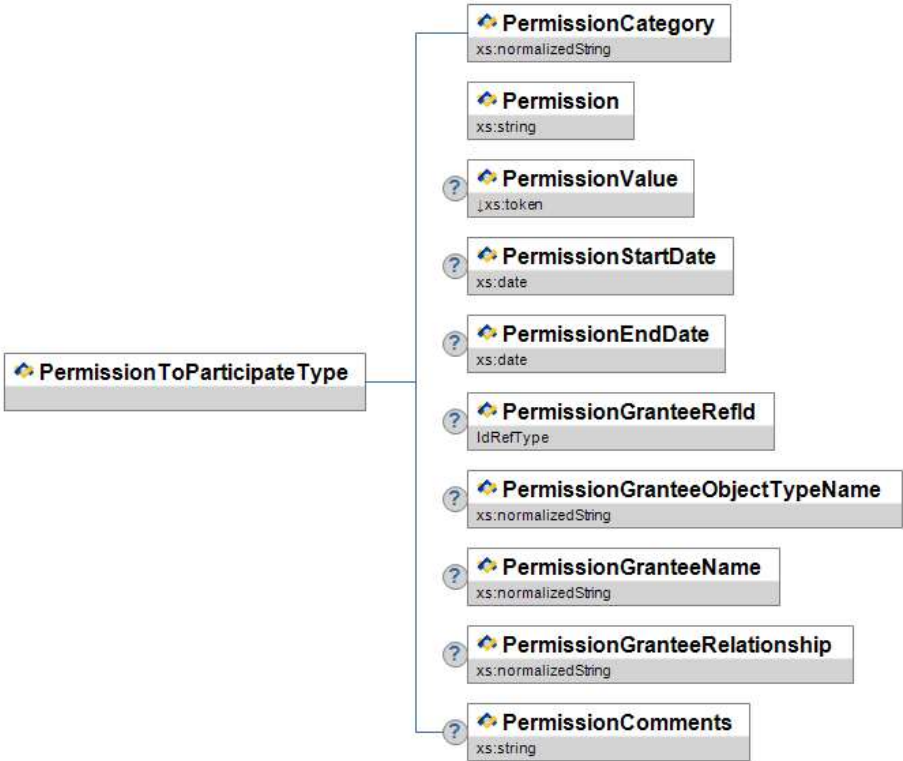 PermissionCategory
xs:normalizedString
Permission
xs:string
?
PermissionValue
↓xs:token
?
PermissionStartDate
xs:date
?
PermissionEndDate
xs:date
PermissionToParticipateType
?
PermissionGranteeRefId
IdRefType
?
PermissionGranteeObjectTypeName
xs:normalizedString
?
PermissionGranteeName
xs:normalizedString
?
PermissionGranteeRelationship
xs:normalizedString
?
PermissionComments
xs:string